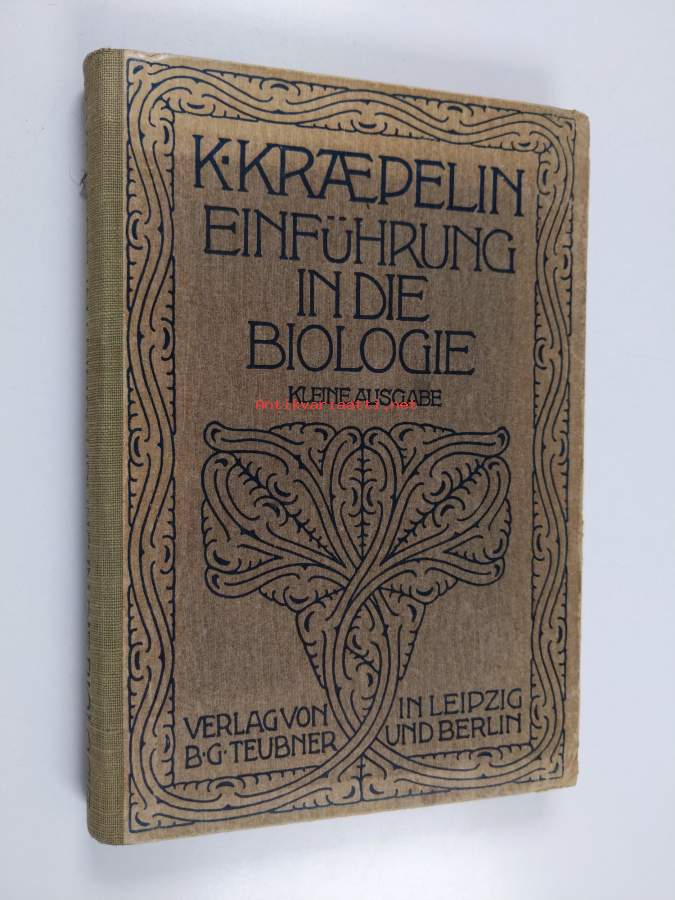 K·KRÆPELIN
EINFÜHRUNG
IN DIE
BIOLOGIE
KLEINE AUSGABE
Antikvariaatti.net
VERLAG VON
B·G·TEUBNER
IN LEIPZIG
UND BERLIN